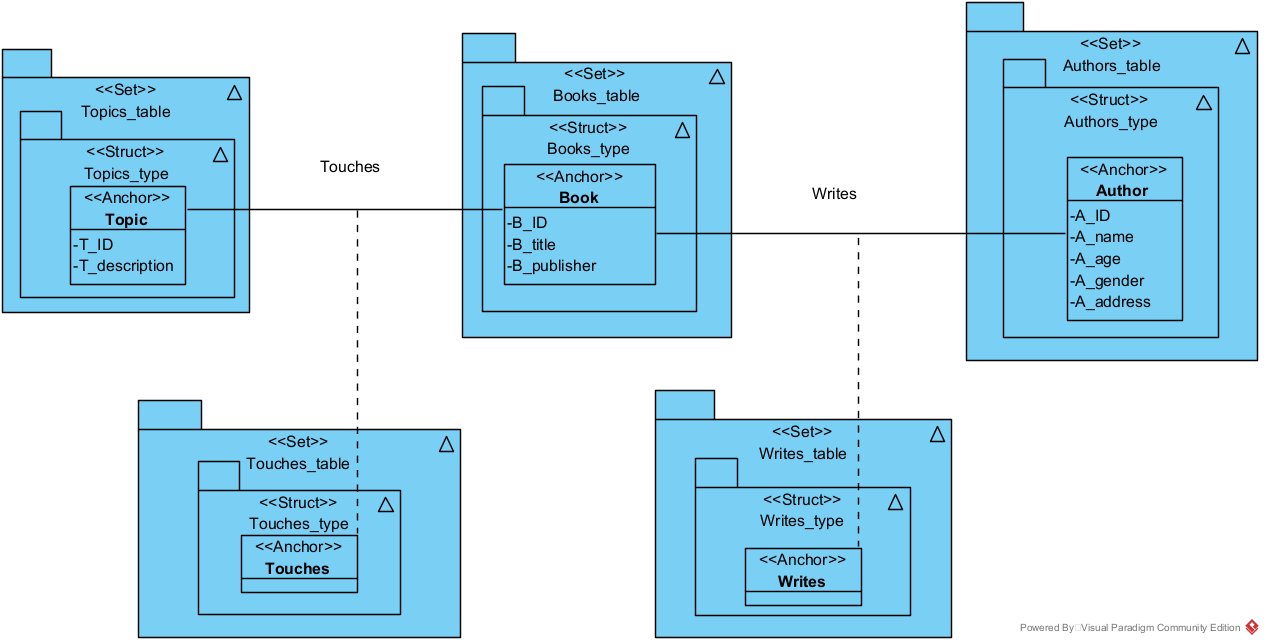 <<Set>>
Topics_table
<<Struct>>
Topics_type
<<Anchor>>
Topic
-T_ID
-T_description
Touches
<<Set>>
Books_table
<<Struct>>
Books_type
<<Anchor>>
Book
-B_ID
-B_title
-B_publisher
Writes
<<Set>>
Authors_table
<<Struct>>
Authors_type
<<Anchor>>
Author
-A_ID
-A_name
-A_age
-A_gender
-A_address
<<Set>>
Touches_table
<<Struct>>
Touches_type
<<Anchor>>
Touches
<<Set>>
Writes_table
<<Struct>>
Writes_type
<<Anchor>>
Writes
Powered By Visual Paradigm Community Edition